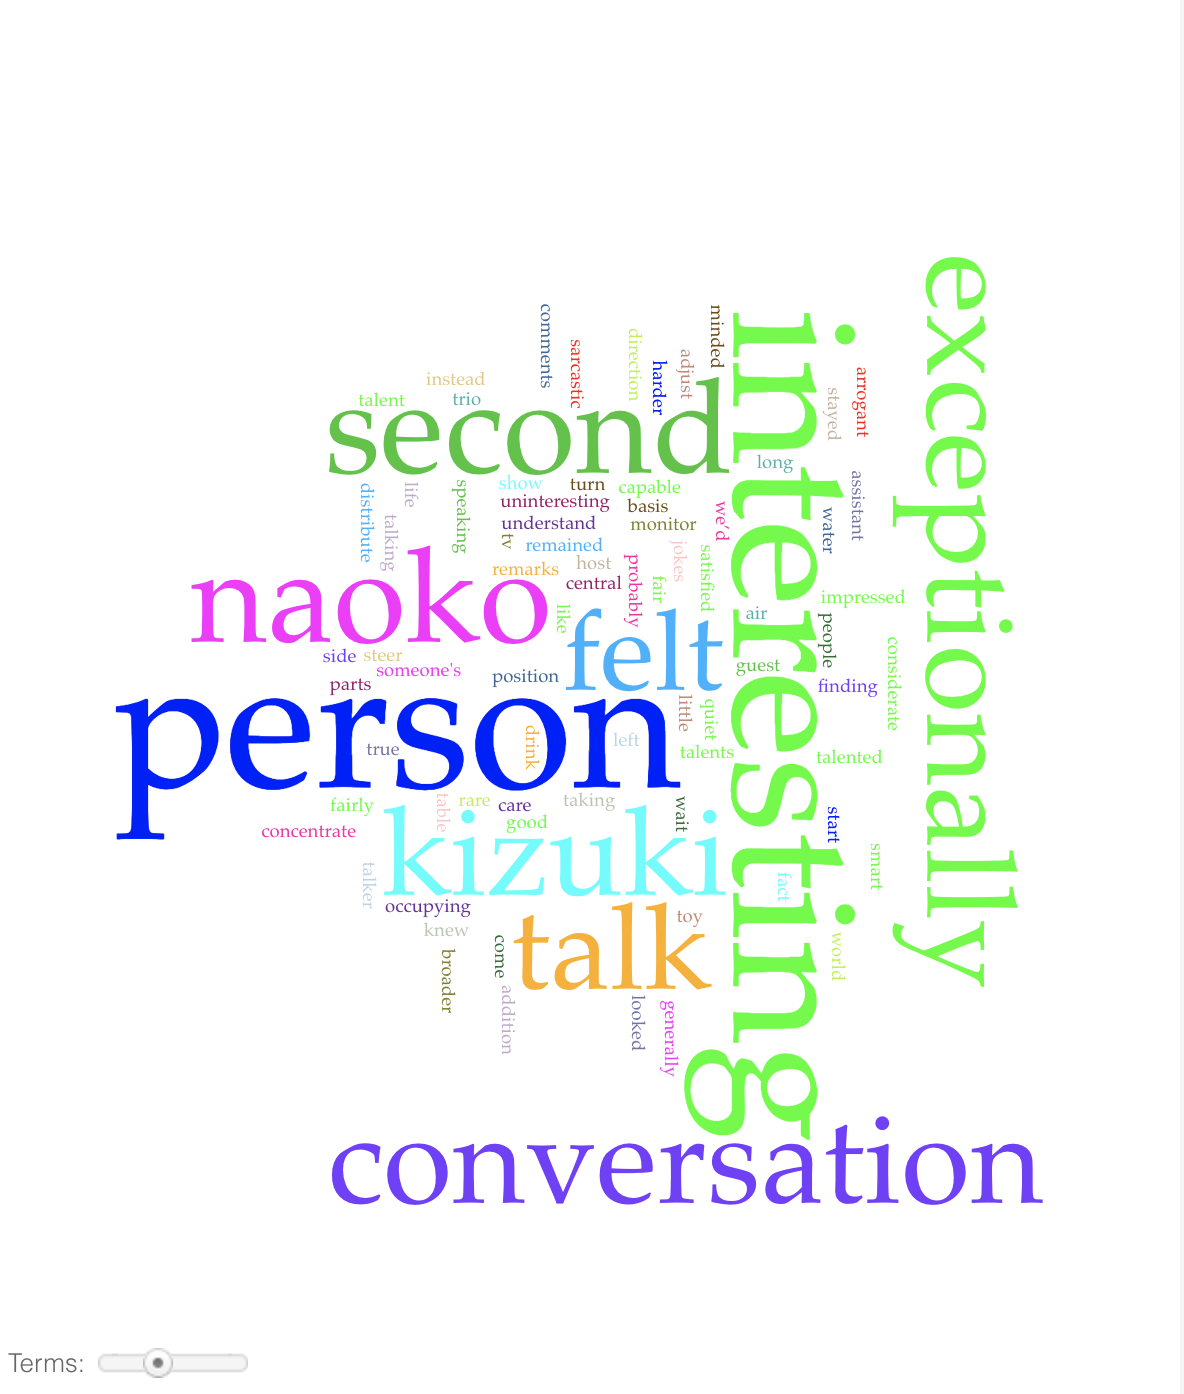 exceptionally
comments
minded
interesting
direction
sarcastic
adjust
harder
arrogant
instead
second
stayed
talent
trio
long
assistant
show
turn
capable
distribute
life
speaking
uninteresting
basis
we'd
water
talking
understand
monitor
tv
remained
naoko
host
jokes
satisfied
remarks
central
probably
fair
impressed
like
felt
air
people
considerate
side
steer
someone's
guest
parts
position
finding
person
little
quiet
true
drink
left
talents
talented
fairly
table
rare
care
taking
wait
start
concentrate
kizuki
good
smart
talker
fact
occupying
toy
knew
talk
world
come
broader
addition
looked
generally
conversation
Terms: